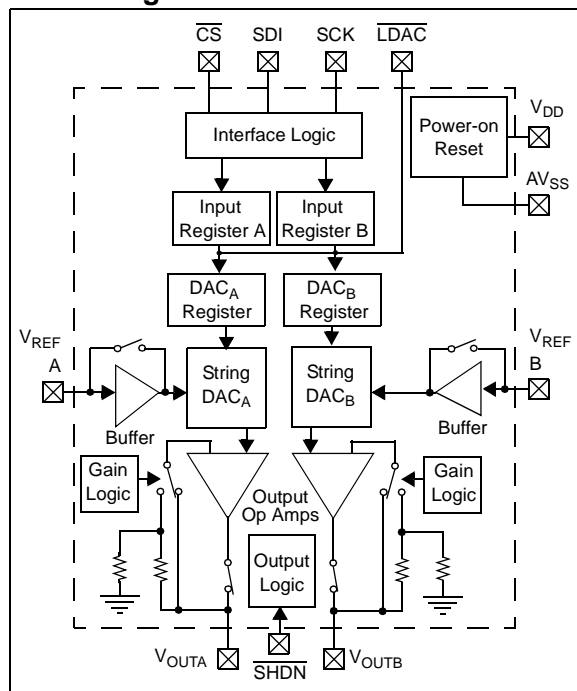 CS SDI SCK LDAC
Interface Logic
Power-on
Reset
VDD
AVSS
Input
Register A
Input
Register B
DACA
Register
DACB
Register
VREF
A
Buffer
String
DACA
String
DACB
VREF
B
Buffer
Gain
Logic
Output
Op Amps
Gain
Logic
Output
Logic
VOUTA
SHDN
VOUTB